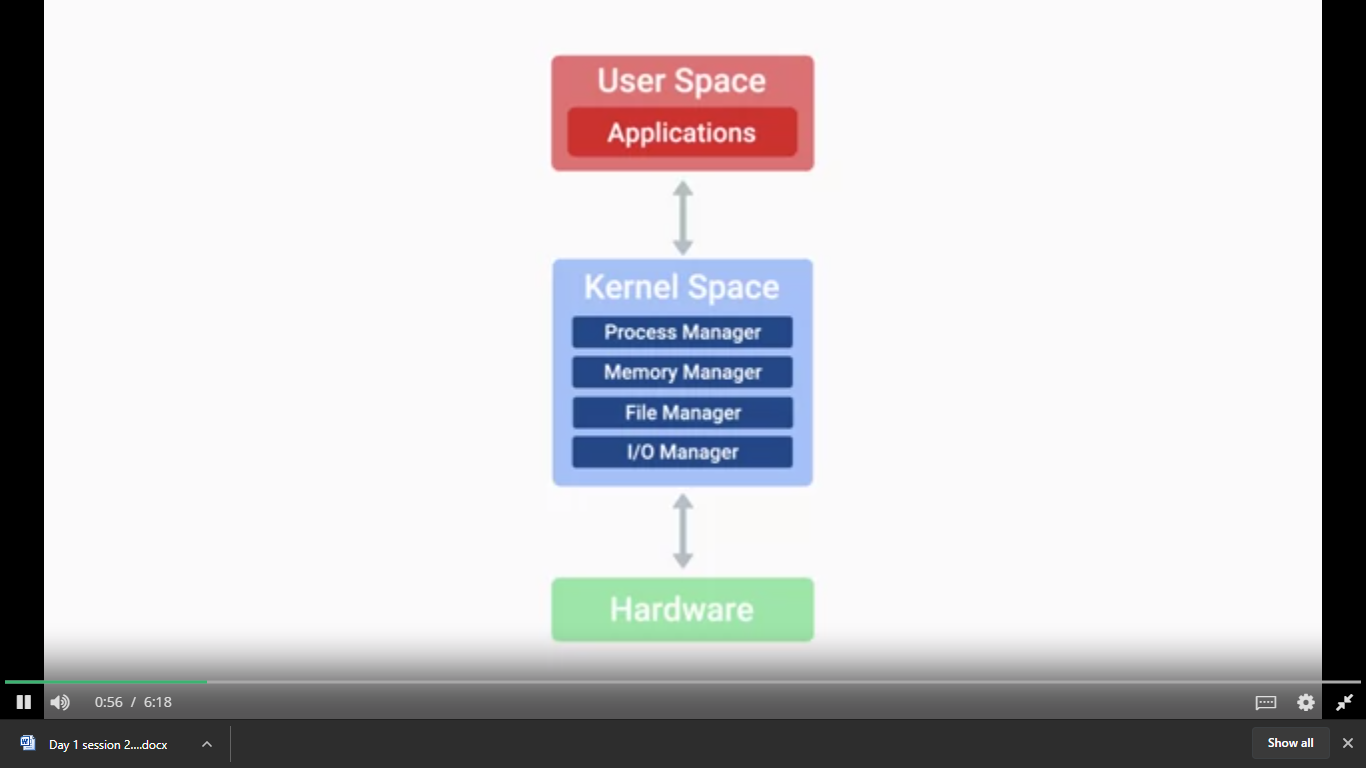 User Space
Applications
Kernel Space
Process Manager
Memory Manager
File Manager
I/O Manager
Hardware
0:56 / 6:18
Day 1 session 2....docx
Show all